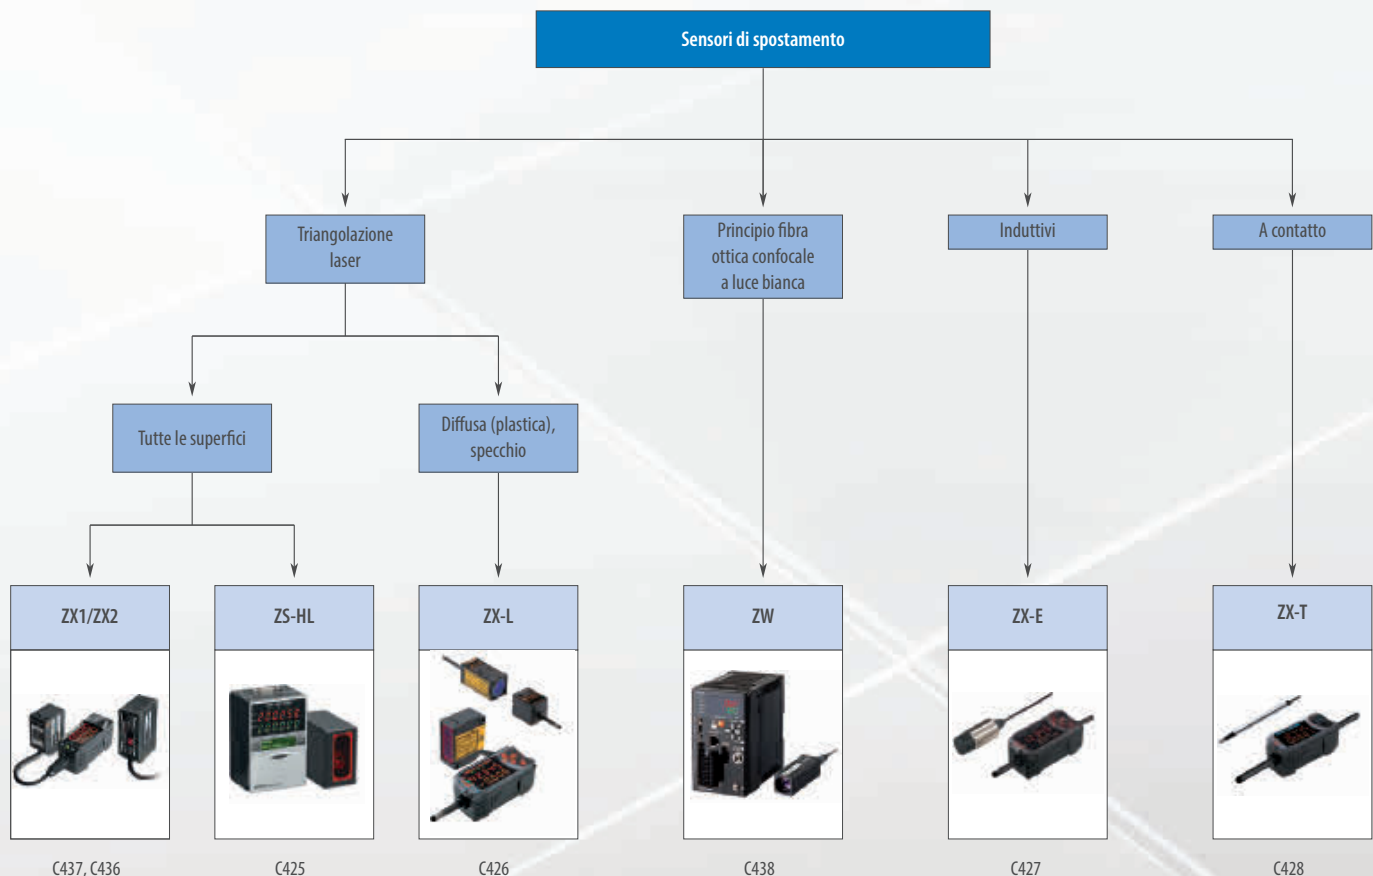 Sensori di spostamento
Triangolazione
laser
Principio fibra
ottica confocale
a luce bianca
Induttivi
A contatto
Tutte le superfici
Diffusa (plastica),
specchio
ZX1/ZX2
ZS-HL
ZX-L
ZW
ZX-E
ZX-T
C437, C436
C425
C426
C438
C427
C428